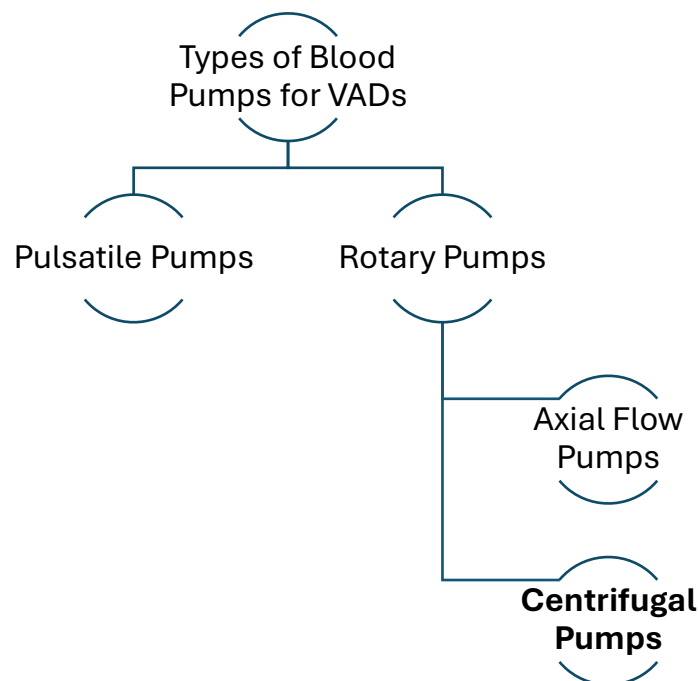 Types of Blood
Pumps for VADs
Pulsatile Pumps
Rotary Pumps
Axial Flow
Pumps
Centrifugal
Pumps